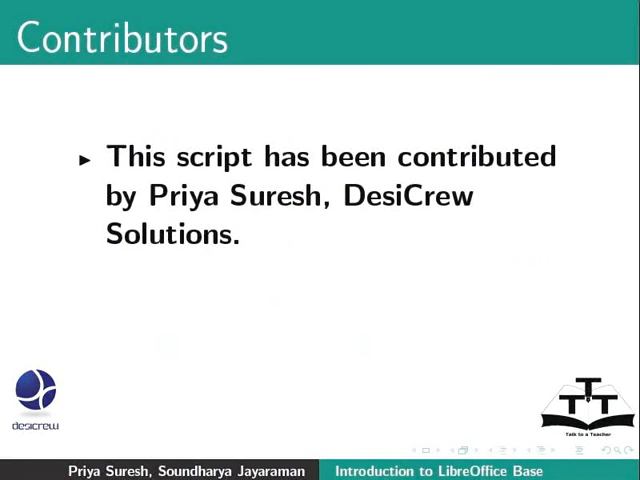 Contributors
This script has been contributed
by Priya Suresh, DesiCrew
Solutions.
desicrew
T
T T
Talk to a Teacher
Priya Suresh, Soundharya Jayaraman
Introduction to LibreOffice Base